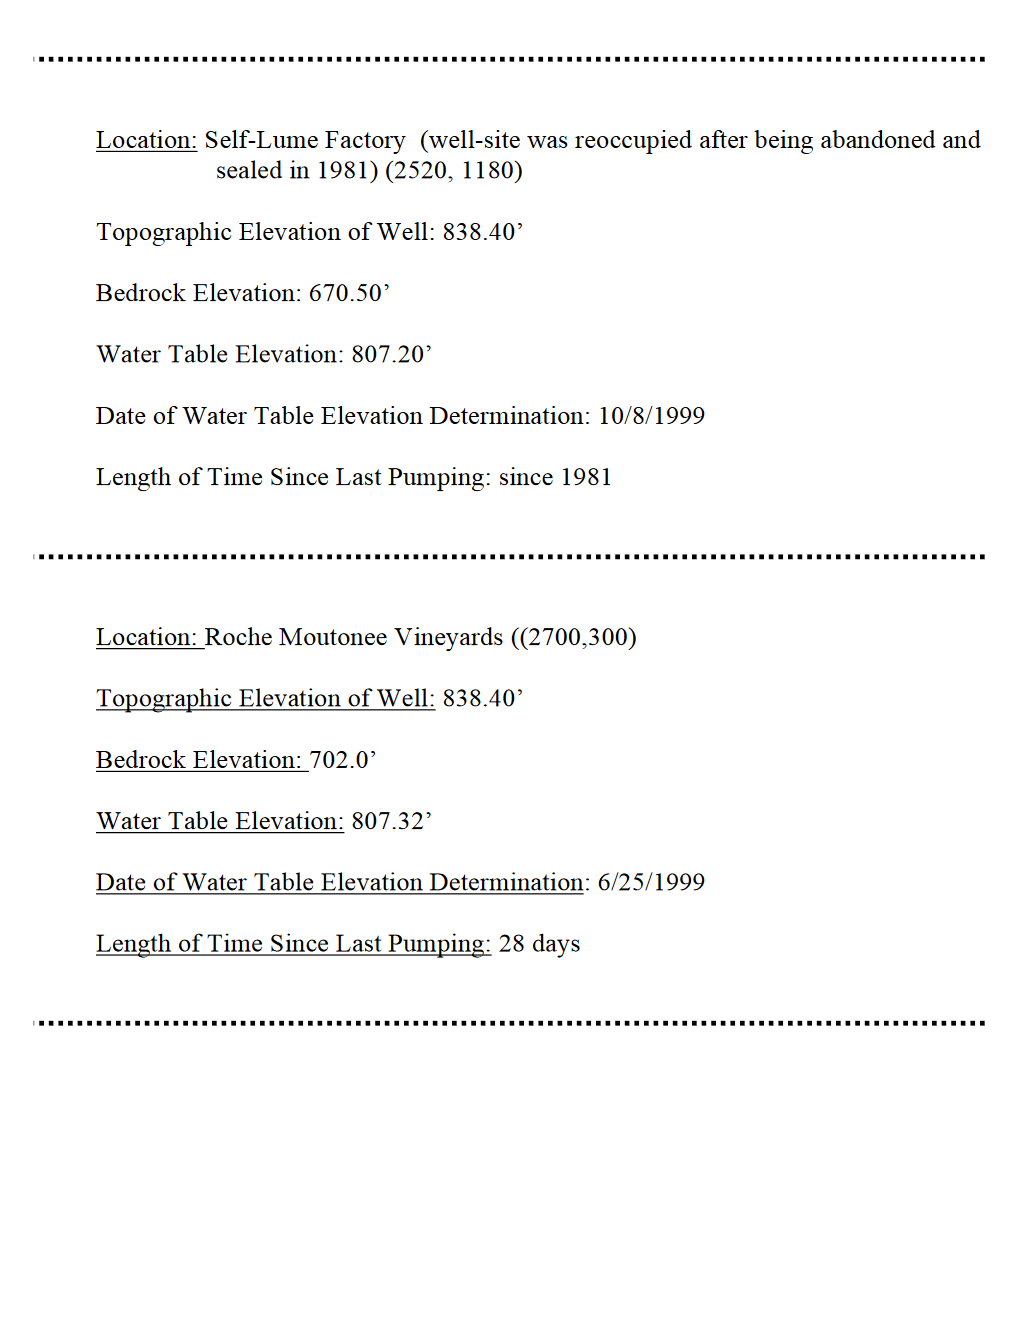 Location: Self-Lume Factory  (well-site was reoccupied after being abandoned and
sealed in 1981) (2520, 1180)
Topographic Elevation of Well: 838.40’
Bedrock Elevation: 670.50’
Water Table Elevation: 807.20’
Date of Water Table Elevation Determination: 10/8/1999
Length of Time Since Last Pumping: since 1981
Location: Roche Moutonee Vineyards ((2700,300)
Topographic Elevation of Well: 838.40’
Bedrock Elevation: 702.0’
Water Table Elevation: 807.32’
Date of Water Table Elevation Determination: 6/25/1999
Length of Time Since Last Pumping: 28 days